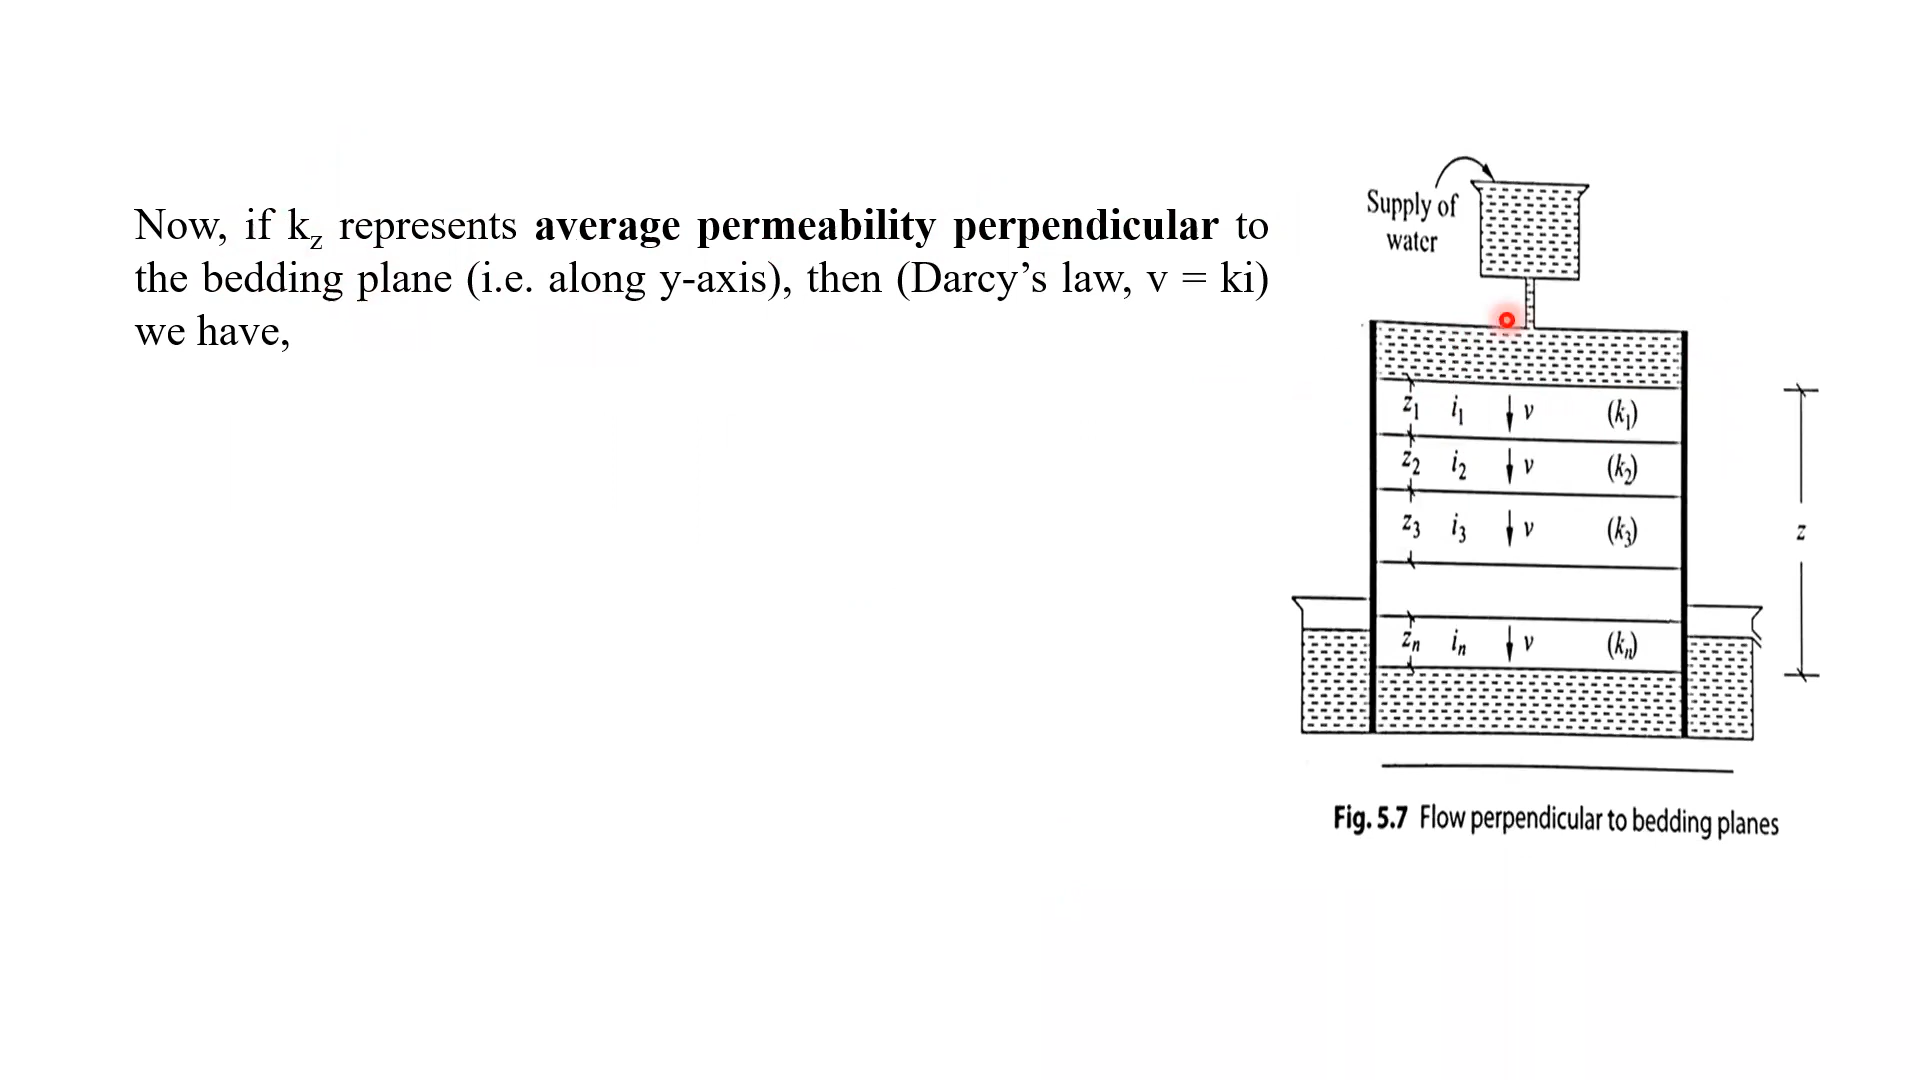 Now, if k_z represents average permeability perpendicular to
the bedding plane (i.e. along y-axis), then (Darcy’s law, v = ki)
we have,
Supply of
water
z₁ i₁ v (k₁)
z₂ i₂ v (k₂)
z₃ i₃ v (k₃)
z
zₙ iₙ v (kₙ)
Fig. 5.7 Flow perpendicular to bedding planes